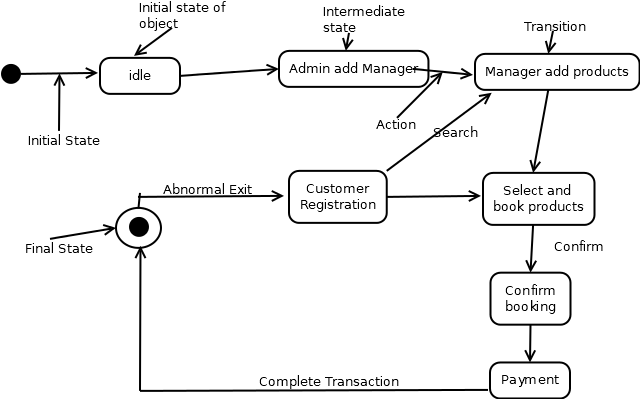 Initial state of
object
Intermediate
state
Transition
idle
Admin add Manager
Manager add products
Initial State
Action
Search
Abnormal Exit
Customer
Registration
Select and
book products
Final State
Confirm
Confirm
booking
Complete Transaction
Payment